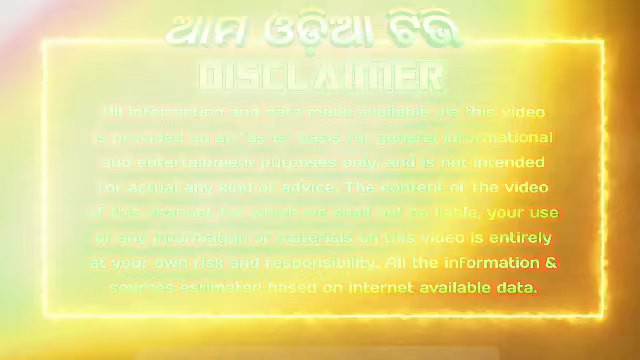 ଆମ ଓଡ଼ିଆ ଟିଭି
DISCLAIMER
All information and data made available via this video
is provided on an "as is" basis for general informational
and entertainment purposes only, and is not intended
for actual any kind of advice. The content of the video
if this for which we shall not be liable, your use
of any information or materials on this video is entirely
at your own risk and responsibility. All the information &
sources estimated based on internet available data.